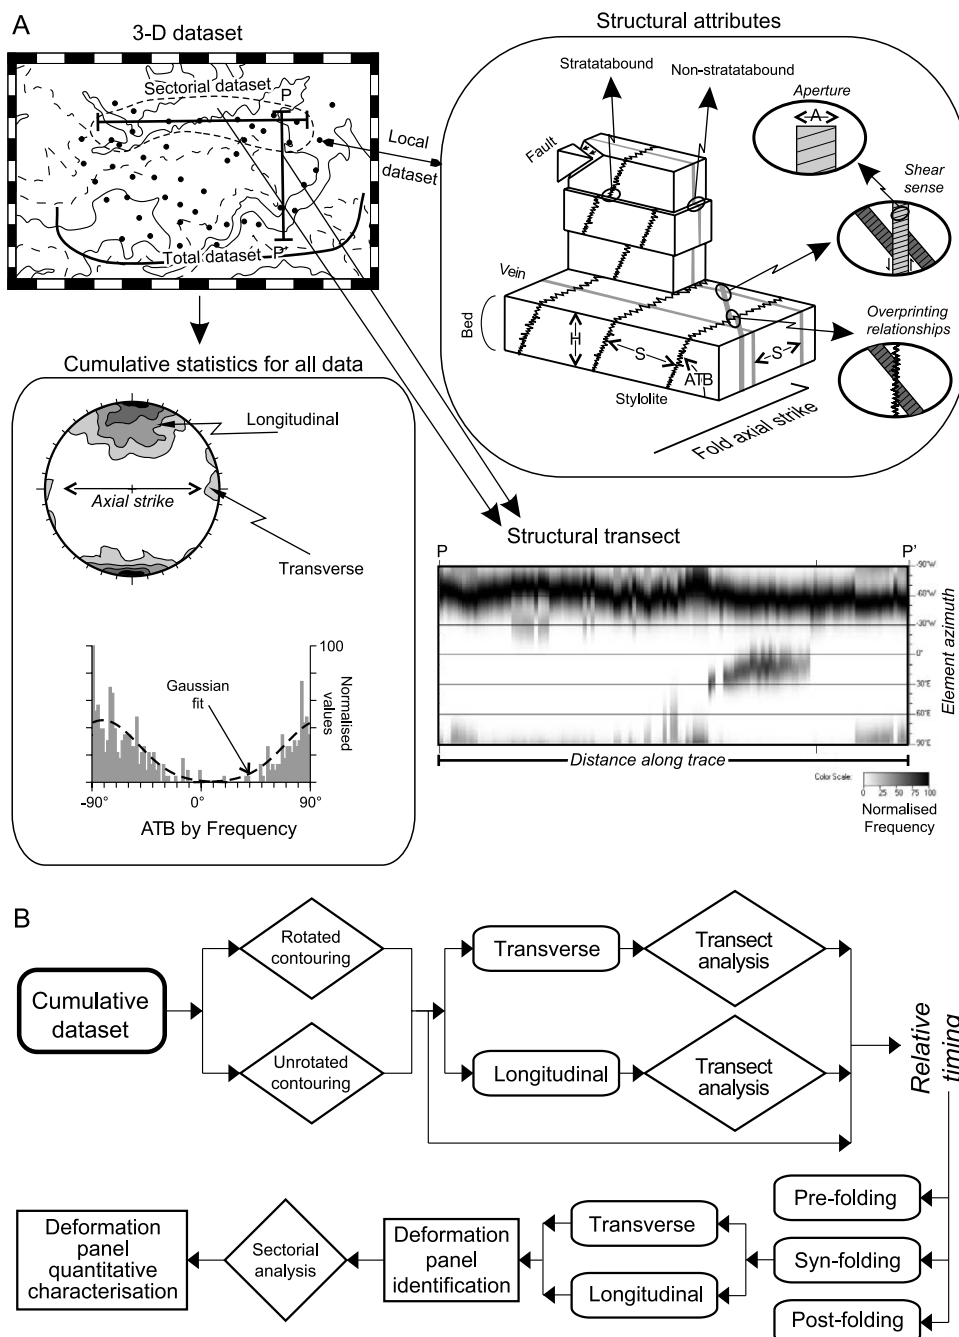 A
3-D dataset
Structural attributes
Sectorial dataset
P
Total dataset
P'
Local
dataset
Stratatabound
Non-stratatabound
Aperture
A
Shear
sense
Fault
Vein
Bed
H
S
S
ATB
Stylolite
Overprinting
relationships
Fold axial strike
Cumulative statistics for all data
Longitudinal
Axial strike
Transverse
100
Normalised
values
Gaussian
fit
-90°
0°
90°
ATB by Frequency
Structural transect
P
P'
-90°W
-60°W
-30°W
0°
30°E
60°E
90°E
Element azimuth
Distance along trace
Color Scale:
0 25 50 75 100
Normalised
Frequency
B
Cumulative
dataset
Rotated
contouring
Unrotated
contouring
Transverse
Longitudinal
Transect
analysis
Transect
analysis
Relative
timing
Pre-folding
Syn-folding
Post-folding
Transverse
Longitudinal
Deformation
panel
identification
Sectorial
analysis
Deformation
panel
quantitative
characterisation